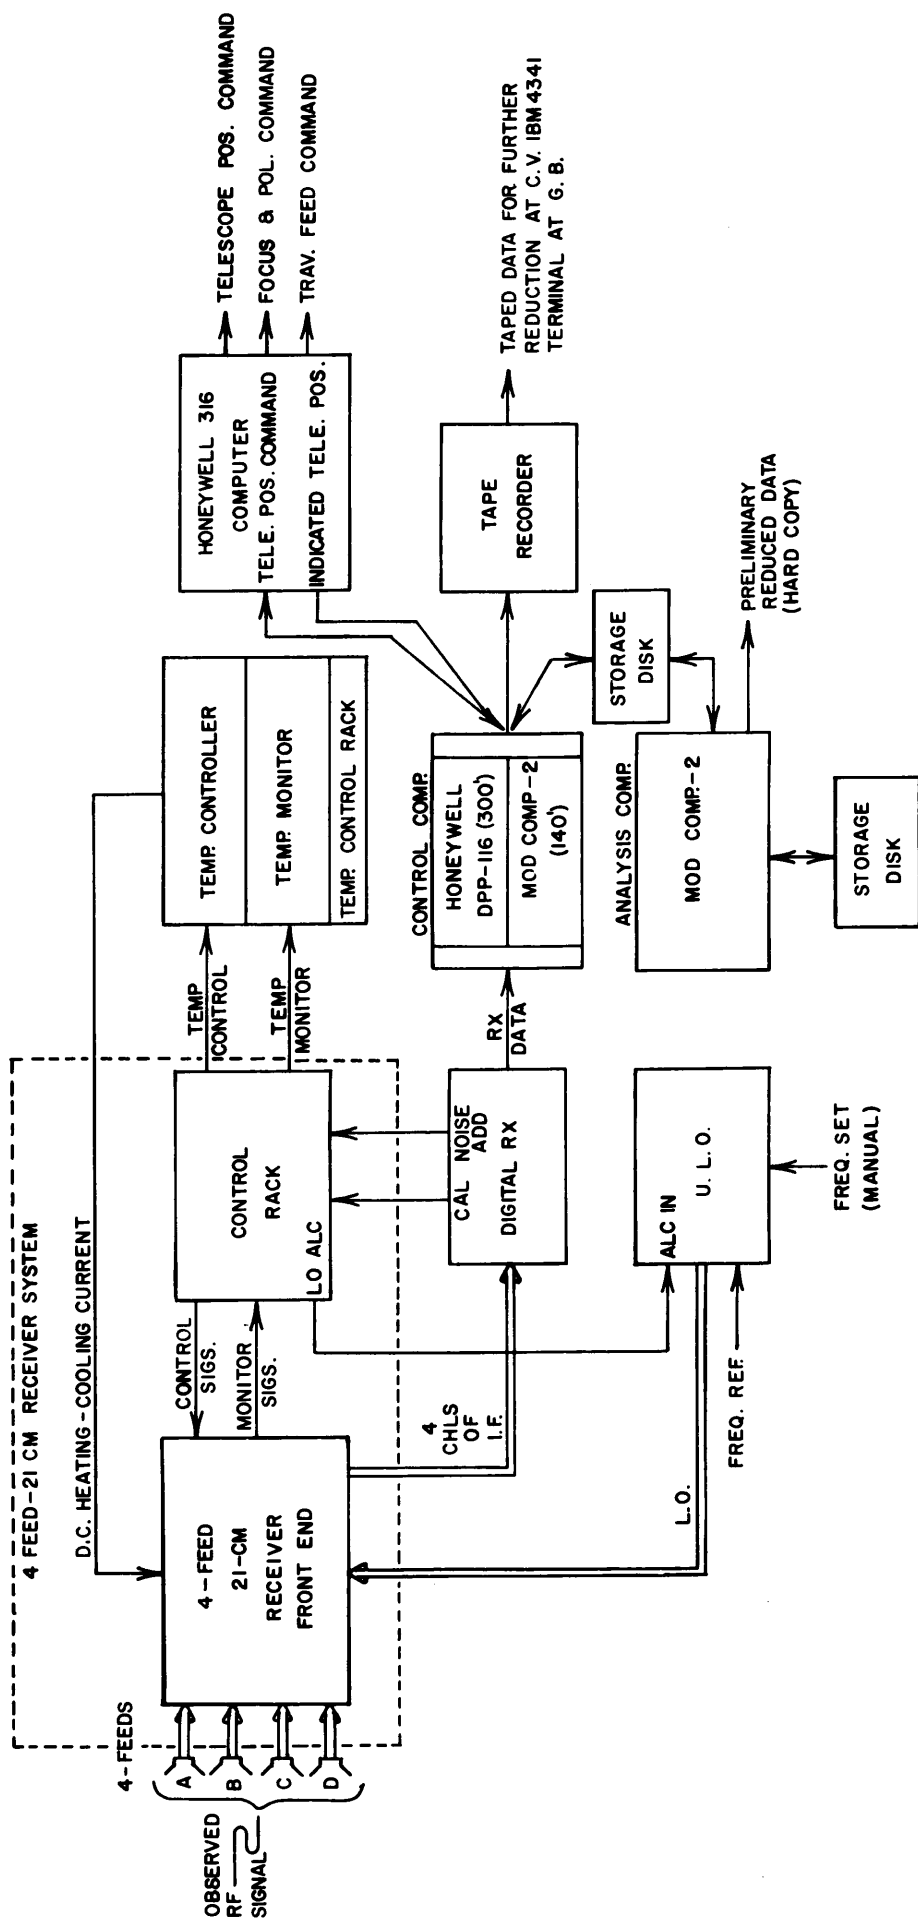 4 FEED-21 CM RECEIVER SYSTEM
D.C. HEATING-COOLING CURRENT
4-FEEDS
OBSERVED
RF
SIGNAL
A
B
C
D
4-FEED
21-CM
RECEIVER
FRONT END
CONTROL
SIGS.
MONITOR
SIGS.
CONTROL
RACK
LO ALC
TEMP
CONTROL
TEMP
MONITOR
TEMP. CONTROLLER
TEMP. MONITOR
TEMP. CONTROL RACK
HONEYWELL 316
COMPUTER
TELE. POS. COMMAND
INDICATED TELE. POS.
TELESCOPE POS. COMMAND
FOCUS & POL. COMMAND
TRAV. FEED COMMAND
4
CHLS
OF
I.F.
CAL NOISE
ADD
DIGITAL RX
RX
DATA
CONTROL COMP.
HONEYWELL
DPP-116 (300')
MOD COMP-2
(140')
TAPE
RECORDER
TAPED DATA FOR FURTHER
REDUCTION AT C.V. IBM 4341
TERMINAL AT G. B.
STORAGE
DISK
L.O.
FREQ. REF.
ALC IN
U. L.O.
FREQ. SET
(MANUAL)
ANALYSIS COMP.
MOD COMP.-2
PRELIMINARY
REDUCED DATA
(HARD COPY)
STORAGE
DISK